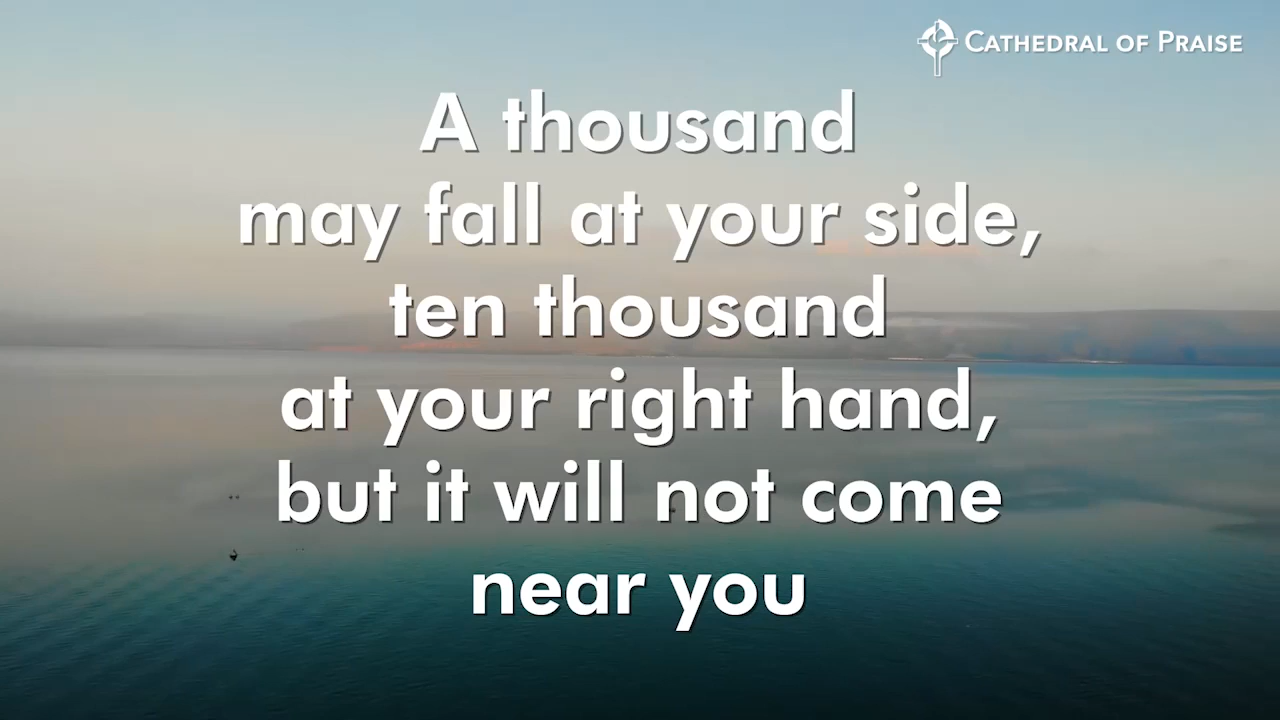 CATHEDRAL OF PRAISE
A thousand
may fall at your side,
ten thousand
at your right hand,
but it will not come
near you